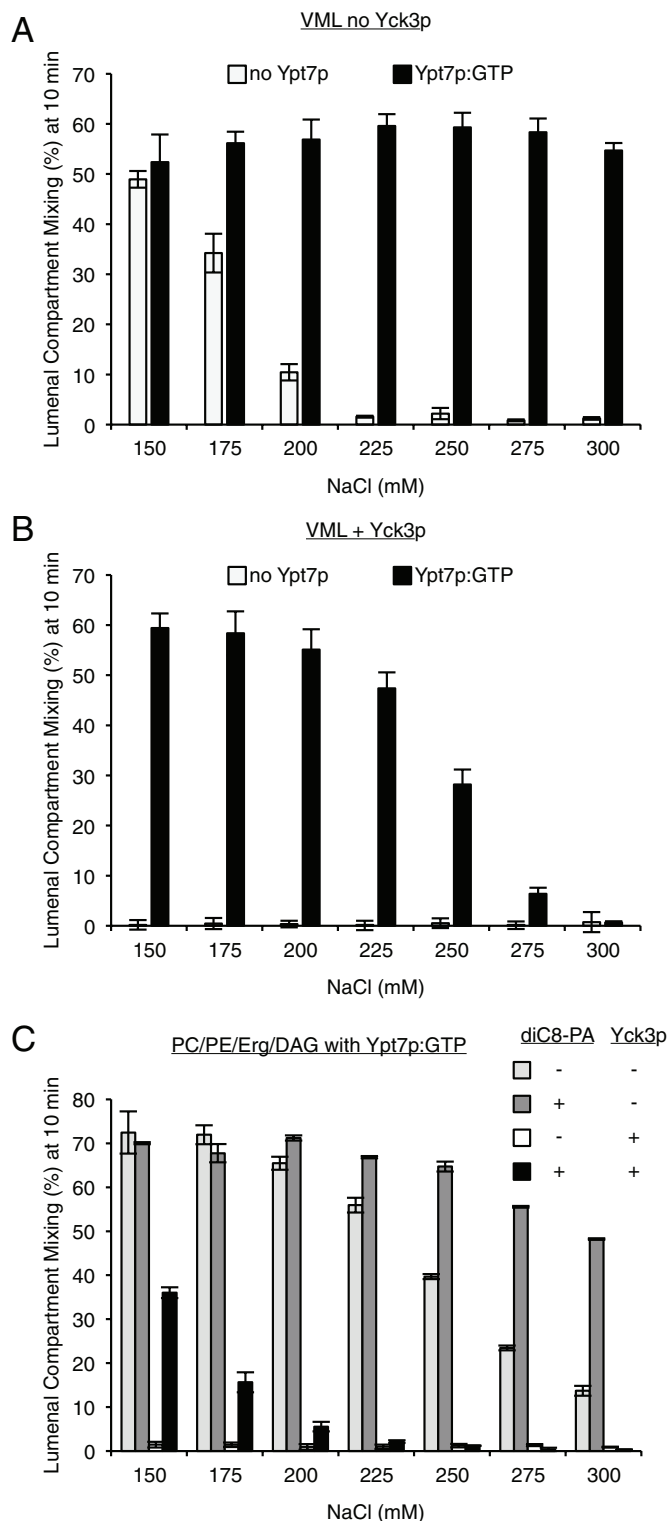 A
VML no Yck3p
Lumenal Compartment Mixing (%) at 10 min
no Ypt7p Ypt7p:GTP
70
60
50
40
30
20
10
0
150 175 200 225 250 275 300
NaCl (mM)
B
VML + Yck3p
Lumenal Compartment Mixing (%) at 10 min
no Ypt7p Ypt7p:GTP
70
60
50
40
30
20
10
0
150 175 200 225 250 275 300
NaCl (mM)
C
PC/PE/Erg/DAG with Ypt7p:GTP
diC8-PA Yck3p
- -
+ -
- +
+ +
Lumenal Compartment Mixing (%) at 10 min
80
70
60
50
40
30
20
10
0
150 175 200 225 250 275 300
NaCl (mM)